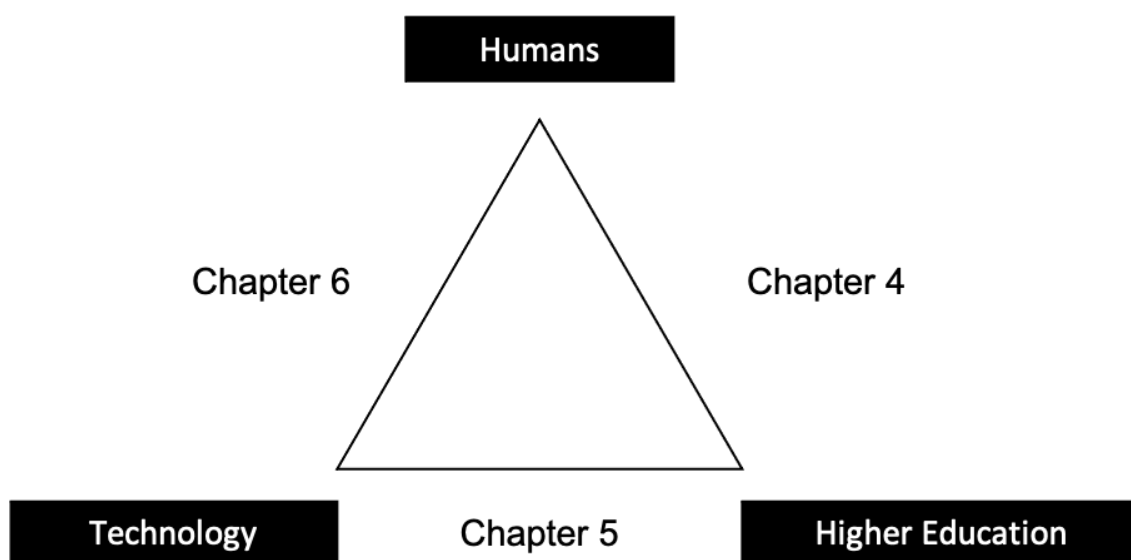 Humans
Chapter 6
Chapter 4
Technology
Chapter 5
Higher Education